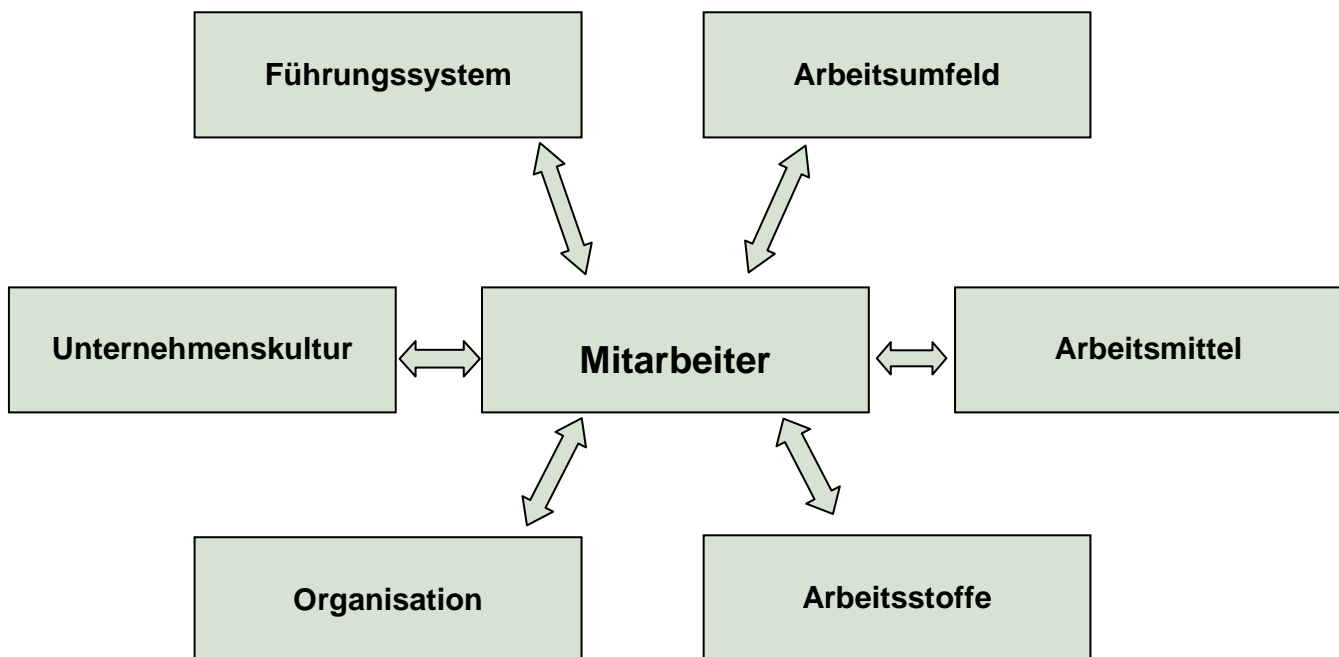 Führungssystem
Arbeitsumfeld
Unternehmenskultur
Mitarbeiter
Arbeitsmittel
Organisation
Arbeitsstoffe